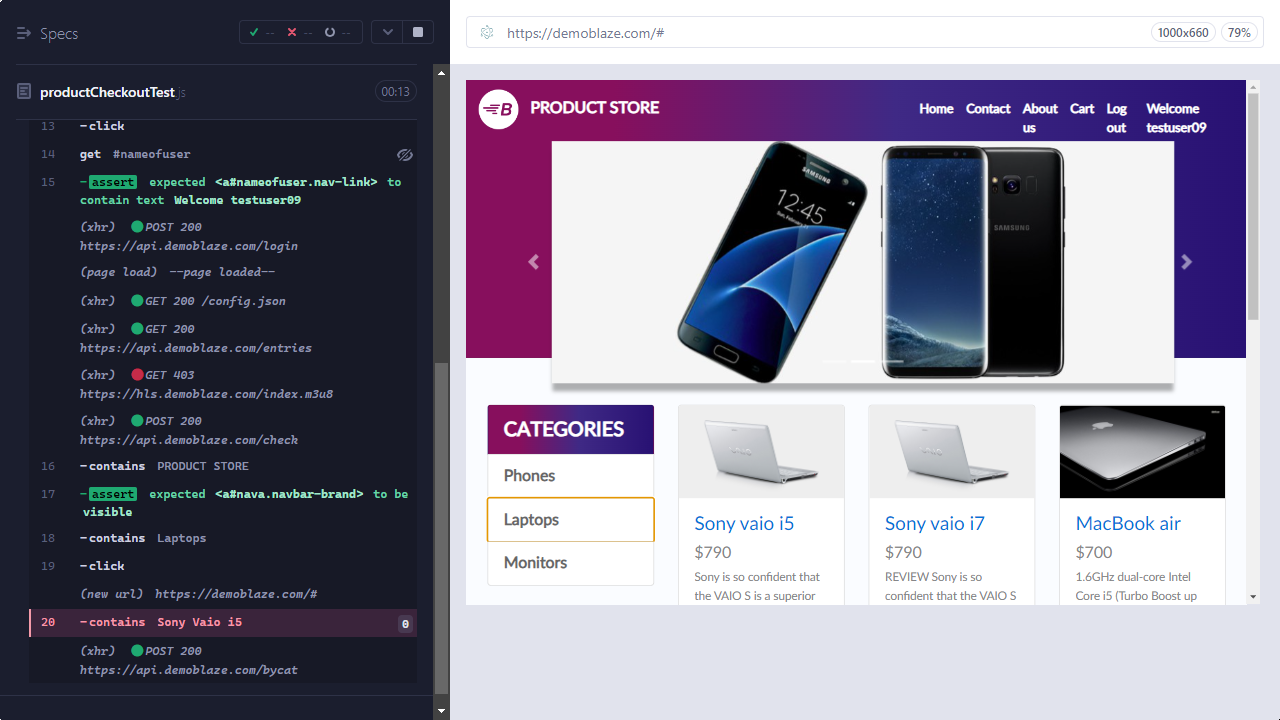 Specs
--
--
--
productCheckoutTest.js
00:13
13 -click
14 get #nameofuser
15 -assert expected <a#nameofuser.nav-link> to
contain text Welcome testuser09
(xhr) POST 200
https://api.demoblaze.com/login
(page load) --page loaded--
(xhr) GET 200 /config.json
(xhr) GET 200
https://api.demoblaze.com/entries
(xhr) GET 403
https://hls.demoblaze.com/index.m3u8
(xhr) POST 200
https://api.demoblaze.com/check
16 -contains PRODUCT STORE
17 -assert expected <a#nava.navbar-brand> to be
visible
18 -contains Laptops
19 -click
(new url) https://demoblaze.com/#
20 -contains Sony Vaio i5 0
(xhr) POST 200
https://api.demoblaze.com/bycat
https://demoblaze.com/#
1000x660
79%
B
PRODUCT STORE
Home Contact About Cart Log Welcome
us out testuser09
SAMSUNG
12:45
SAMSUNG
SAMSUNG
CATEGORIES
Phones
Laptops
Monitors
VAIO
Sony vaio i5
$790
Sony is so confident that
the VAIO S is a superior
VAIO
Sony vaio i7
$790
REVIEW Sony is so
confident that the VAIO S
MacBook air
$700
1.6GHz dual-core Intel
Core i5 (Turbo Boost up